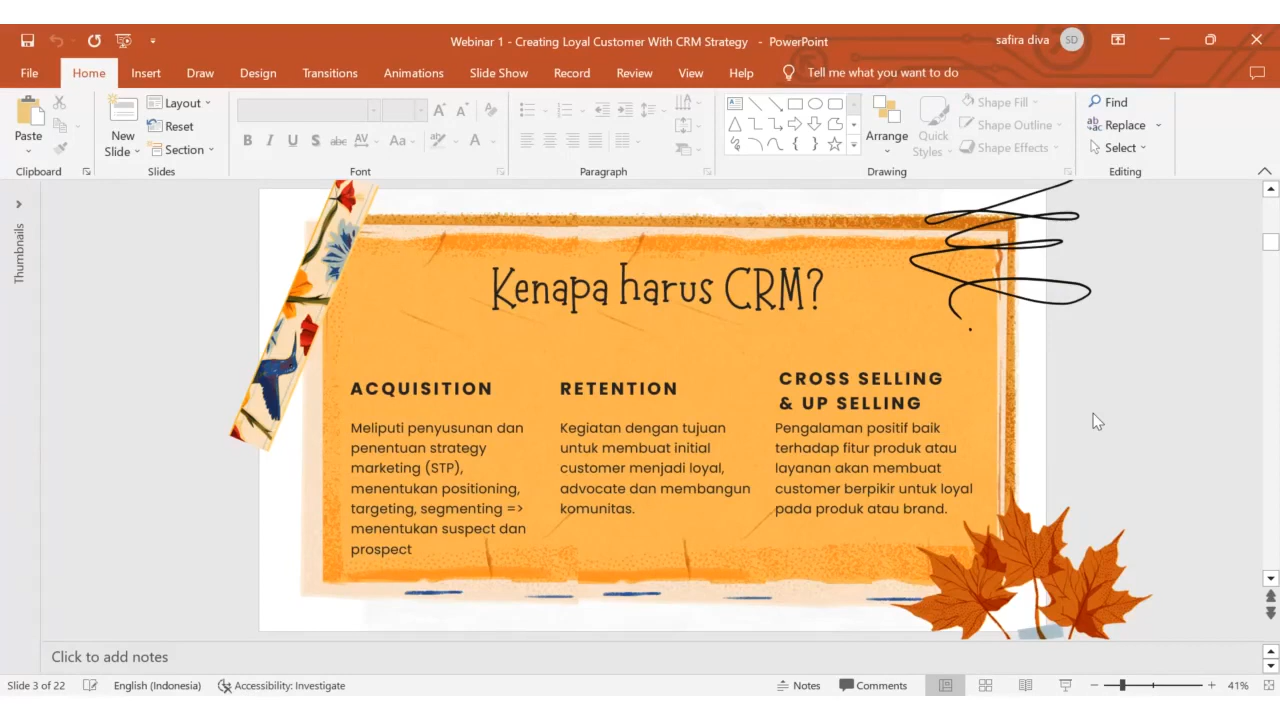 Webinar 1 - Creating Loyal Customer With CRM Strategy - PowerPoint
safira diva SD
File Home Insert Draw Design Transitions Animations Slide Show Record Review View Help Tell me what you want to do
Paste
Clipboard
New
Slide
Layout
Reset
Section
Slides
B I U S abc AV Aa A
Font
Paragraph
Arrange
Quick
Styles
Shape Fill
Shape Outline
Shape Effects
Drawing
Find
Replace
Select
Editing
Thumbnails
Kenapa harus CRM?
ACQUISITION
Meliputi penyusunan dan
penentuan strategy
marketing (STP),
menentukan positioning,
targeting, segmenting =>
menentukan suspect dan
prospect
RETENTION
Kegiatan dengan tujuan
untuk membuat initial
customer menjadi loyal,
advocate dan membangun
komunitas.
CROSS SELLING
& UP SELLING
Pengalaman positif baik
terhadap fitur produk atau
layanan akan membuat
customer berpikir untuk loyal
pada produk atau brand.
Click to add notes
Slide 3 of 22 English (Indonesia) Accessibility: Investigate Notes Comments 41%